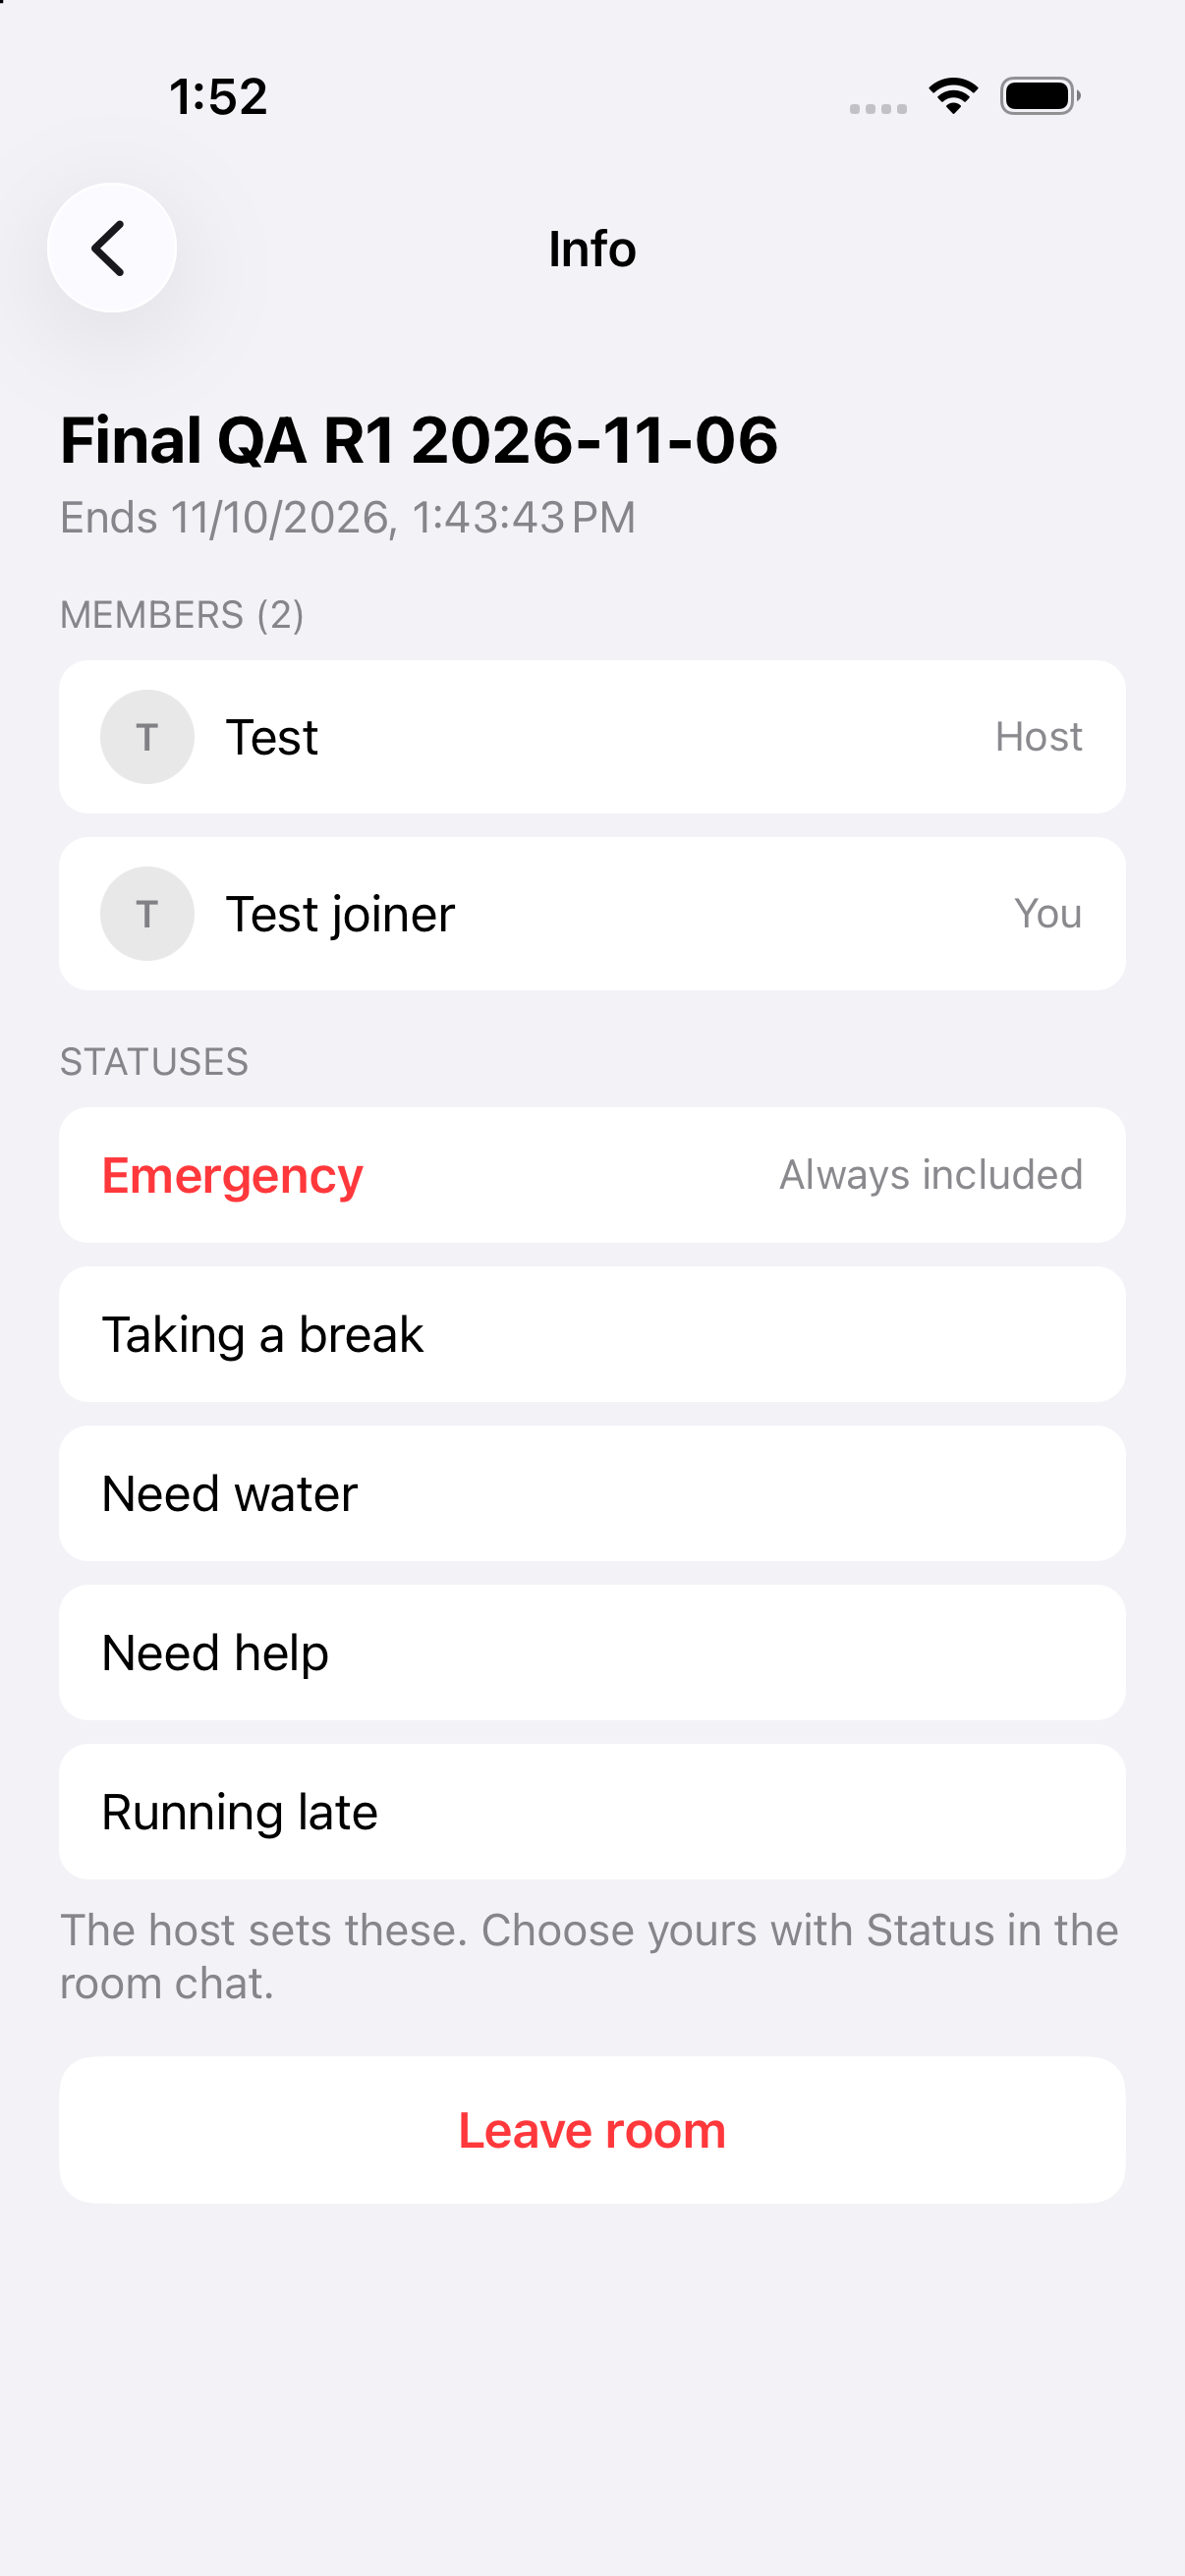 1:52
Info
Final QA R1 2026-11-06
Ends 11/10/2026, 1:43:43 PM
MEMBERS (2)
T Test Host
T Test joiner You
STATUSES
Emergency Always included
Taking a break
Need water
Need help
Running late
The host sets these. Choose yours with Status in the
room chat.
Leave room